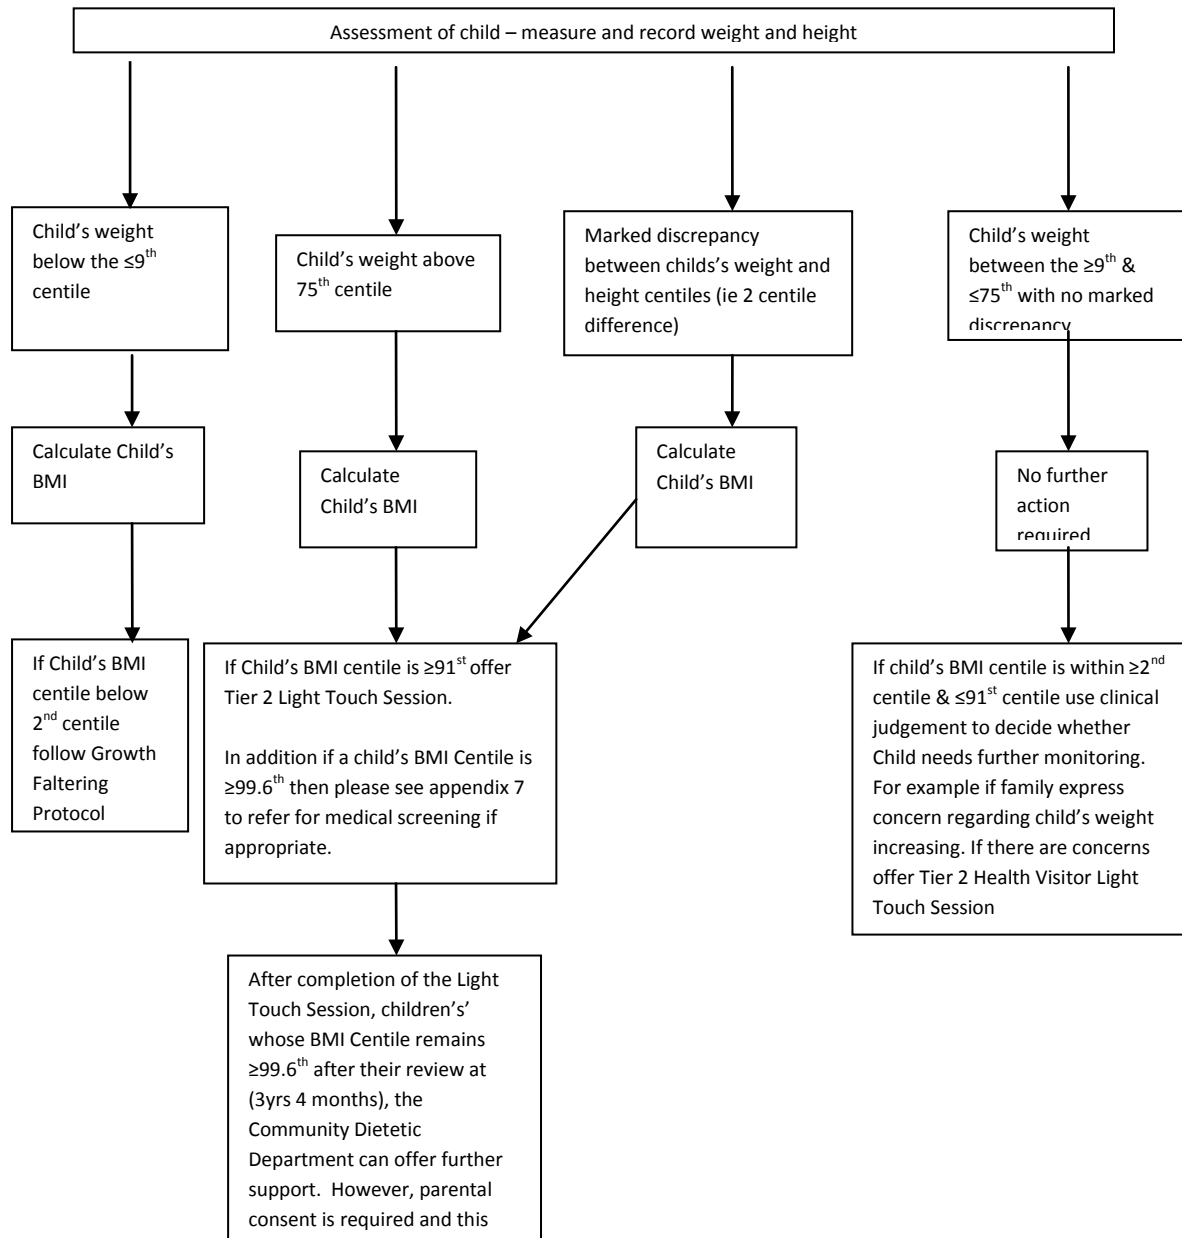 Assessment of child – measure and record weight and height
Child’s weight
below the ≤9th
centile
Child’s weight above
75th centile
Marked discrepancy
between childs’s weight and
height centiles (ie 2 centile
difference)
Child’s weight
between the ≥9th &
≤75th with no marked
discrepancy
Calculate Child’s
BMI
Calculate
Child’s BMI
Calculate
Child’s BMI
No further
action
required
If Child’s BMI
centile below
2nd centile
follow Growth
Faltering
Protocol
If Child’s BMI centile is ≥91st offer
Tier 2 Light Touch Session.
In addition if a child’s BMI Centile is
≥99.6th then please see appendix 7
to refer for medical screening if
appropriate.
If child’s BMI centile is within ≥2nd
centile & ≤91st centile use clinical
judgement to decide whether
Child needs further monitoring.
For example if family express
concern regarding child’s weight
increasing. If there are concerns
offer Tier 2 Health Visitor Light
Touch Session
After completion of the Light
Touch Session, children’s’
whose BMI Centile remains
≥99.6th after their review at
(3yrs 4 months), the
Community Dietetic
Department can offer further
support.  However, parental
consent is required and this